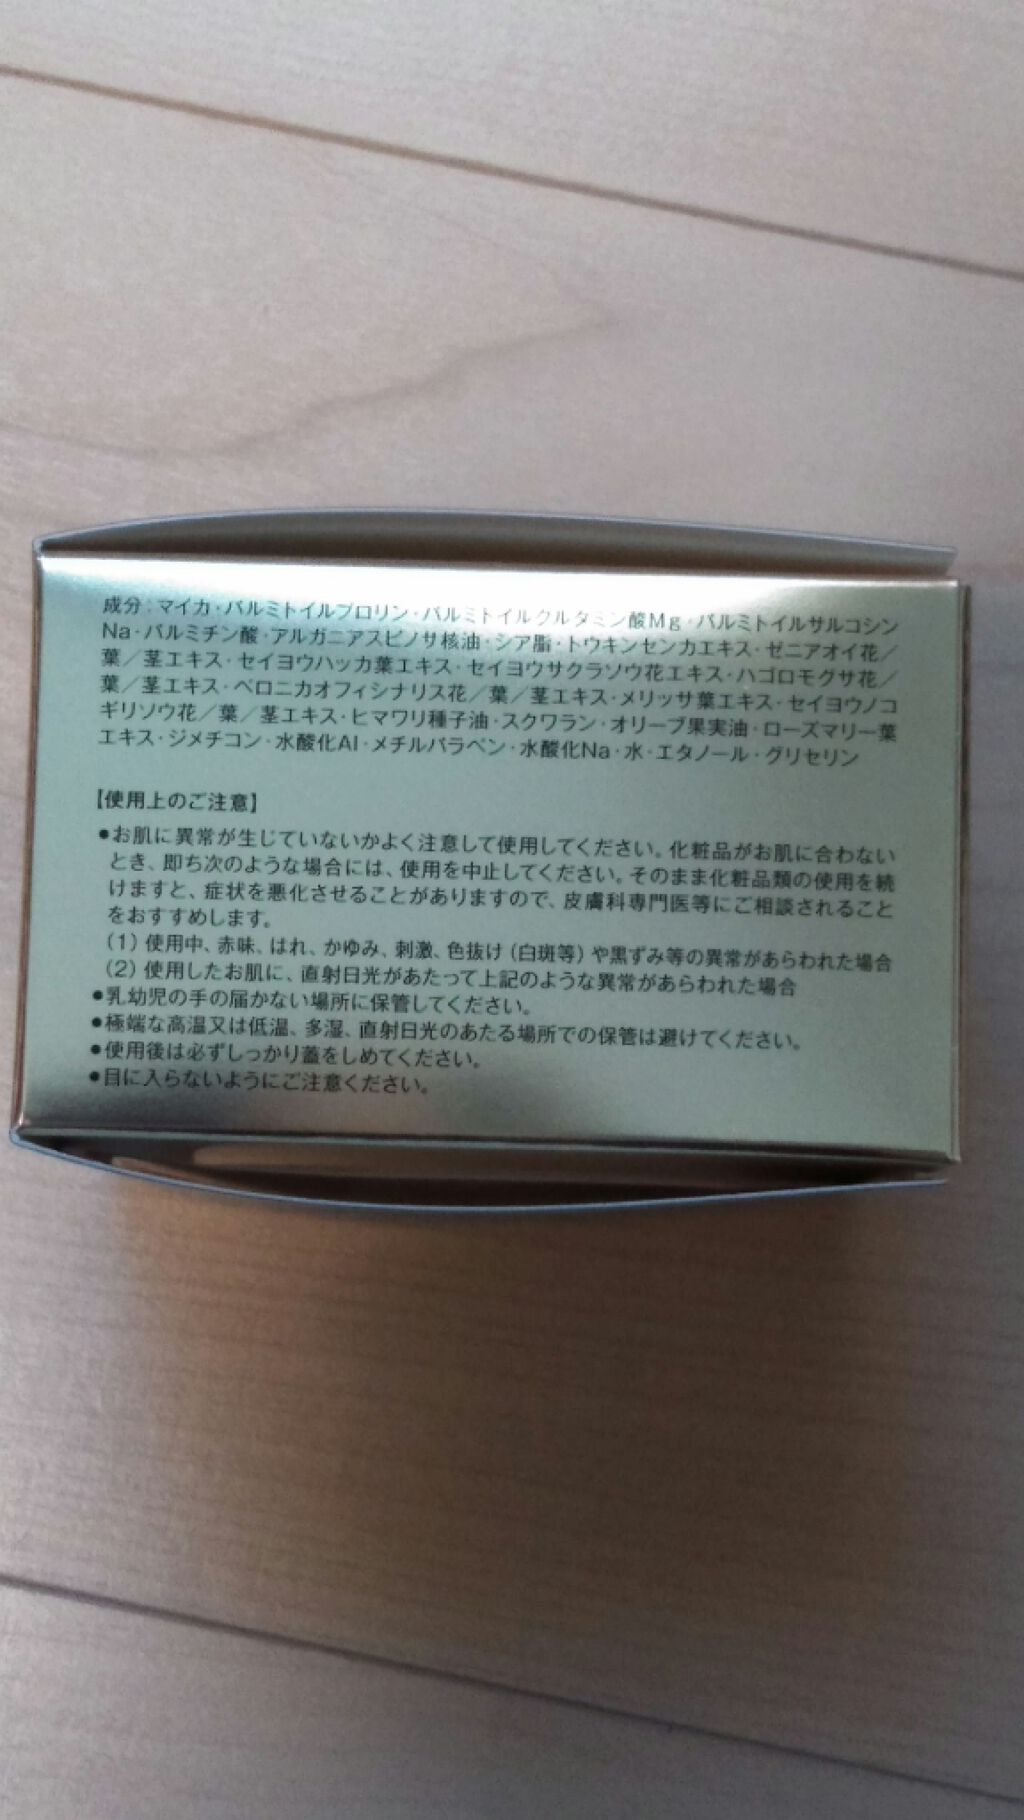 成分：マイカ・パルミトイルプロリン・パルミトイルグルタミン酸Mg・パルミトイルサルコシン
Na・パルミチン酸・アルガニアスピノサ核油・シア脂・トウキンセンカエキス・ゼニアオイ花／
葉／茎エキス・セイヨウハッカ葉エキス・セイヨウサクラソウ花エキス・ハゴロモグサ花／
葉／茎エキス・ベロニカオフィシナリス花／葉／茎エキス・メリッサ葉エキス・セイヨウノコ
ギリソウ花／葉／茎エキス・ヒマワリ種子油・スクワラン・オリーブ果実油・ローズマリー葉
エキス・ジメチコン・水酸化Al・メチルパラベン・水酸化Na・水・エタノール・グリセリン
【使用上のご注意】
●お肌に異常が生じていないかよく注意して使用してください。化粧品がお肌に合わない
とき、即ち次のような場合には、使用を中止してください。そのまま化粧品類の使用を続
けますと、症状を悪化させることがありますので、皮膚科専門医等にご相談されること
をおすすめします。
（1）使用中、赤味、はれ、かゆみ、刺激、色抜け（白斑等）や黒ずみ等の異常があらわれた場合
（2）使用したお肌に、直射日光があたって上記のような異常があらわれた場合
●乳幼児の手の届かない場所に保管してください。
●極端な高温又は低温、多湿、直射日光のあたる場所での保管は避けてください。
●使用後は必ずしっかり蓋をしめてください。
●目に入らないようにご注意ください。